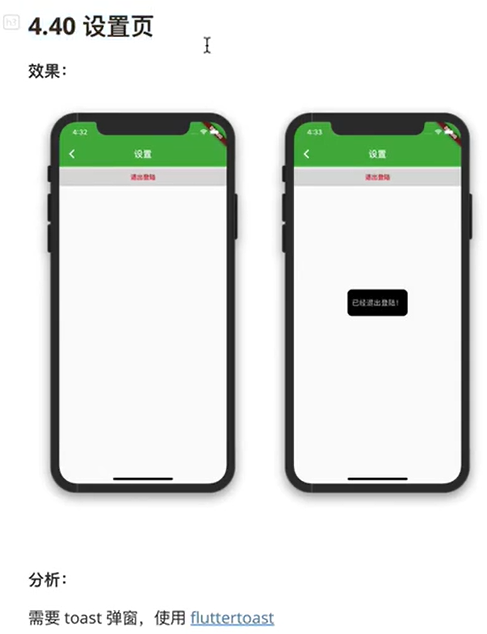 h1
4.40 设置页
效果：
4:32
设置
退出登陆
4:33
设置
退出登陆
已经退出登陆！
分析：
需要 toast 弹窗，使用 fluttertoast